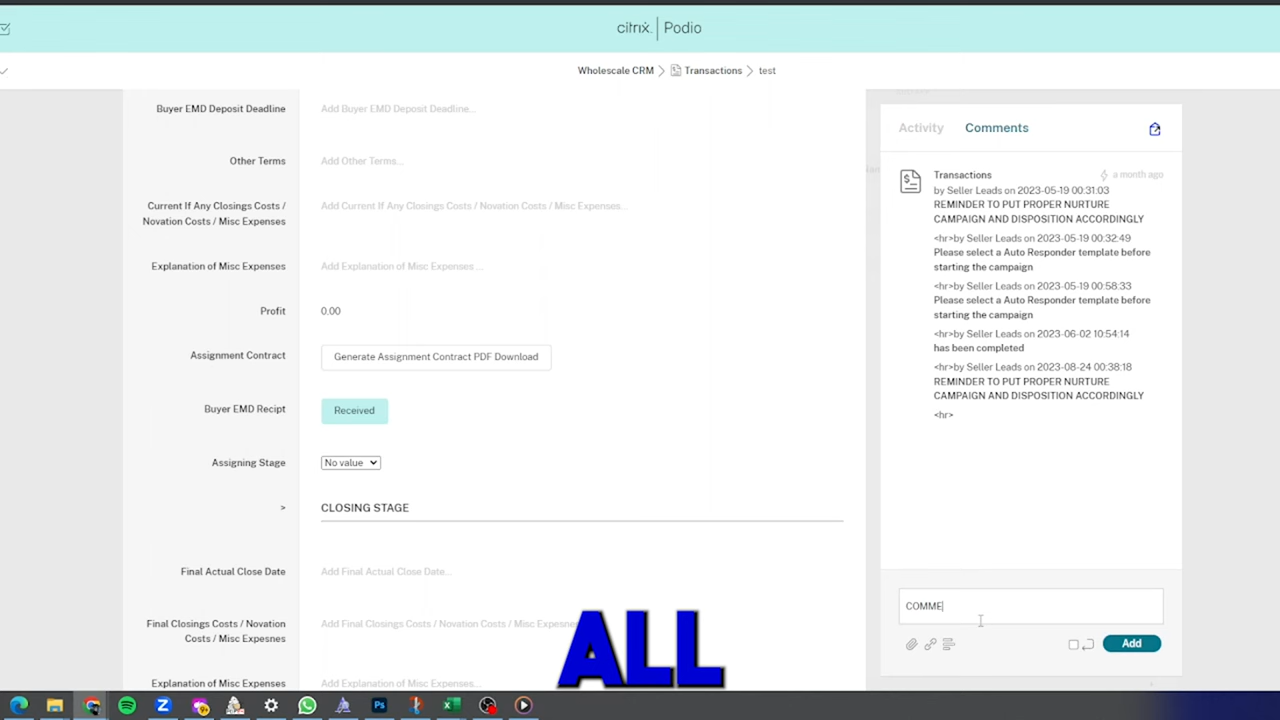 citrix | Podio
Wholescale CRM > Transactions > test
Buyer EMD Deposit Deadline
Add Buyer EMD Deposit Deadline...
Other Terms
Add Other Terms...
Current If Any Closings Costs /
Novation Costs / Misc Expenses
Add Current If Any Closings Costs / Novation Costs / Misc Expenses...
Explanation of Misc Expenses
Add Explanation of Misc Expenses ...
Profit
0.00
Assignment Contract
Generate Assignment Contract PDF Download
Buyer EMD Recipt
Received
Assigning Stage
No value
>
CLOSING STAGE
Final Actual Close Date
Add Final Actual Close Date...
Final Closings Costs / Novation
Costs / Misc Expesnes
Add Final Closings Costs / Novation Costs / Misc Expesnes
Explanation of Misc Expenses
Add Explanation of Misc Expenses...
Activity
Comments
Transactions
a month ago
by Seller Leads on 2023-05-19 00:31:03
REMINDER TO PUT PROPER NURTURE
CAMPAIGN AND DISPOSITION ACCORDINGLY
<hr>by Seller Leads on 2023-05-19 00:32:49
Please select a Auto Responder template before
starting the campaign
<hr>by Seller Leads on 2023-05-19 00:58:33
Please select a Auto Responder template before
starting the campaign
<hr>by Seller Leads on 2023-06-02 10:54:14
has been completed
<hr>by Seller Leads on 2023-08-24 00:38:18
REMINDER TO PUT PROPER NURTURE
CAMPAIGN AND DISPOSITION ACCORDINGLY
<hr>
COMME
Add
ALL